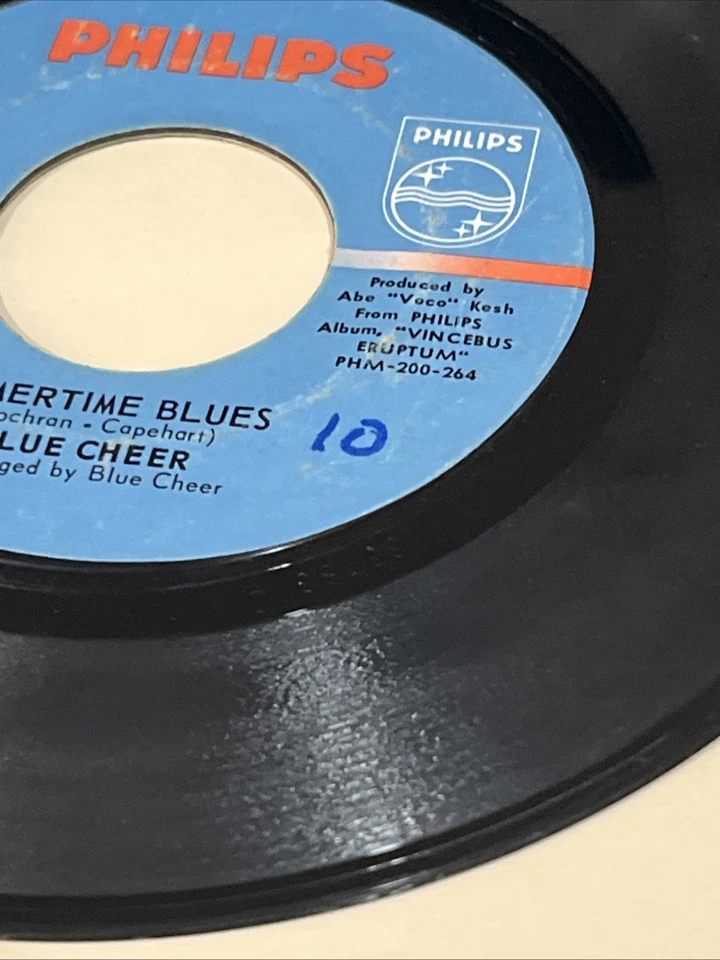 PHILIPS
PHILIPS
Produced by
Abe "Voco" Kesh
From PHILIPS
Album, "VINCEBUS
ERUPTUM"
PHM-200-264
MERTIME BLUES
ochran - Capehart)
LUE CHEER
ged by Blue Cheer
10